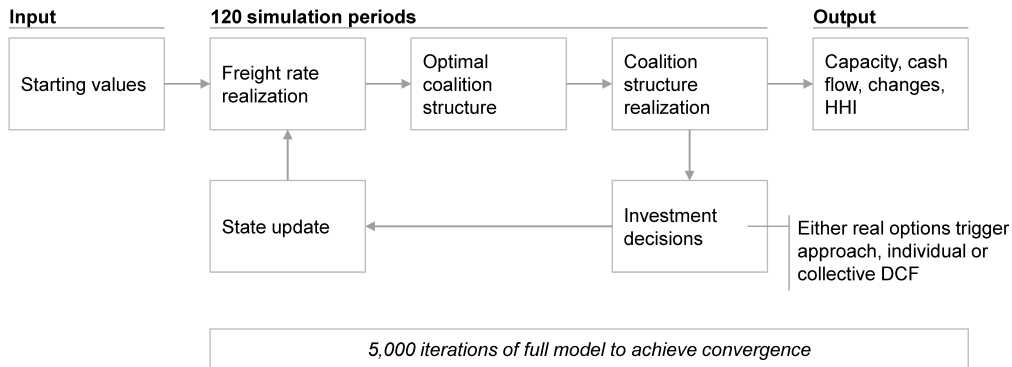 Input
120 simulation periods
Output
Starting values
Freight rate
realization
Optimal
coalition
structure
Coalition
structure
realization
Capacity, cash
flow, changes,
HHI
State update
Investment
decisions
Either real options trigger
approach, individual or
collective DCF
5,000 iterations of full model to achieve convergence